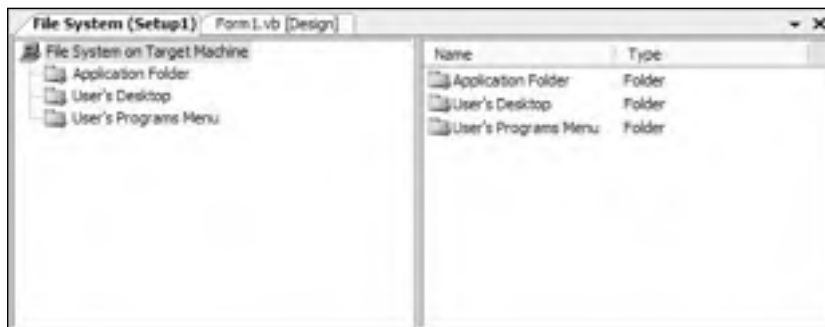 File System (Setup1)
Form1.vb [Design]
File System on Target Machine
Application Folder
User's Desktop
User's Programs Menu
Name Type
Application Folder Folder
User's Desktop Folder
User's Programs Menu Folder